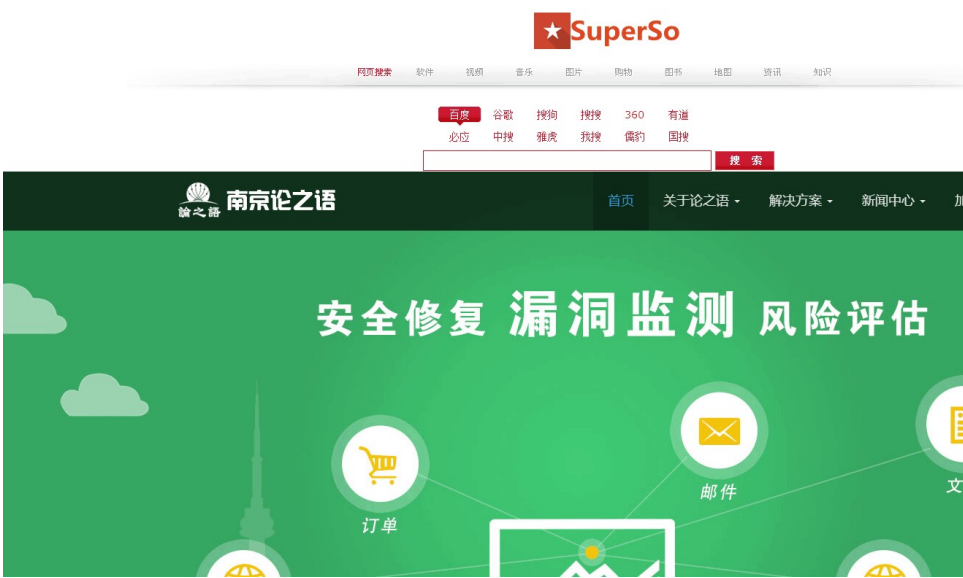 SuperSo
网页搜索 软件 视频 音乐 图片 购物 图书 地图 资讯 知识
百度 谷歌 搜狗 搜搜 360 有道
必应 中搜 雅虎 我搜 儒豹 国搜
搜 索
論之語 南京论之语 首页 关于论之语 解决方案 新闻中心 加
安全修复 漏洞监测 风险评估
邮件
文
订单